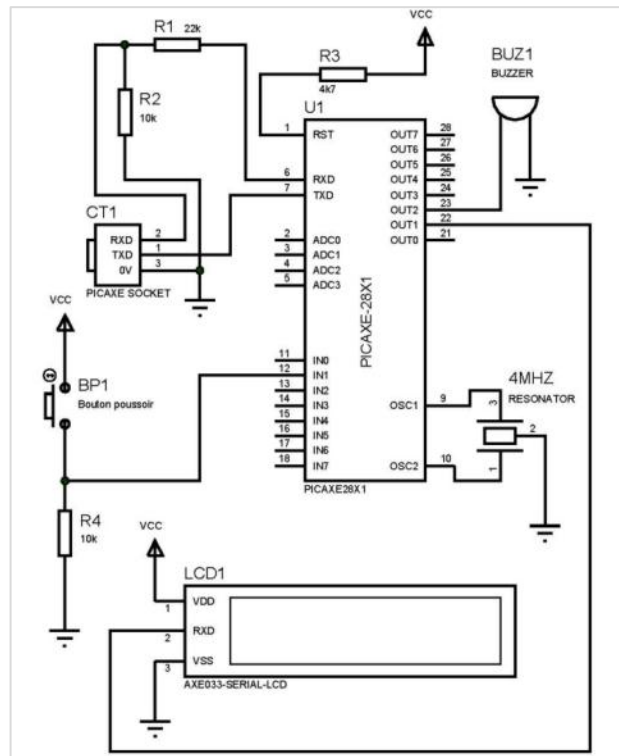 R1
22k
R2
10k
VCC
R3
4k7
BUZ1
BUZZER
U1
1
RST
6
RXD
7
TXD
2
ADC0
3
ADC1
4
ADC2
5
ADC3
11
IN0
12
IN1
13
IN2
14
IN3
15
IN4
16
IN5
17
IN6
18
IN7
OUT7
28
OUT6
27
OUT5
26
OUT4
25
OUT3
24
OUT2
23
OUT1
22
OUT0
21
OSC1
9
OSC2
10
PICAXE-28X1
PICAXE28X1
CT1
RXD
2
TXD
1
0V
3
PICAXE SOCKET
VCC
BP1
Bouton poussoir
R4
10k
4MHZ
RESONATOR
3
2
1
VCC
LCD1
1
VDD
2
RXD
3
VSS
AXE033-SERIAL-LCD